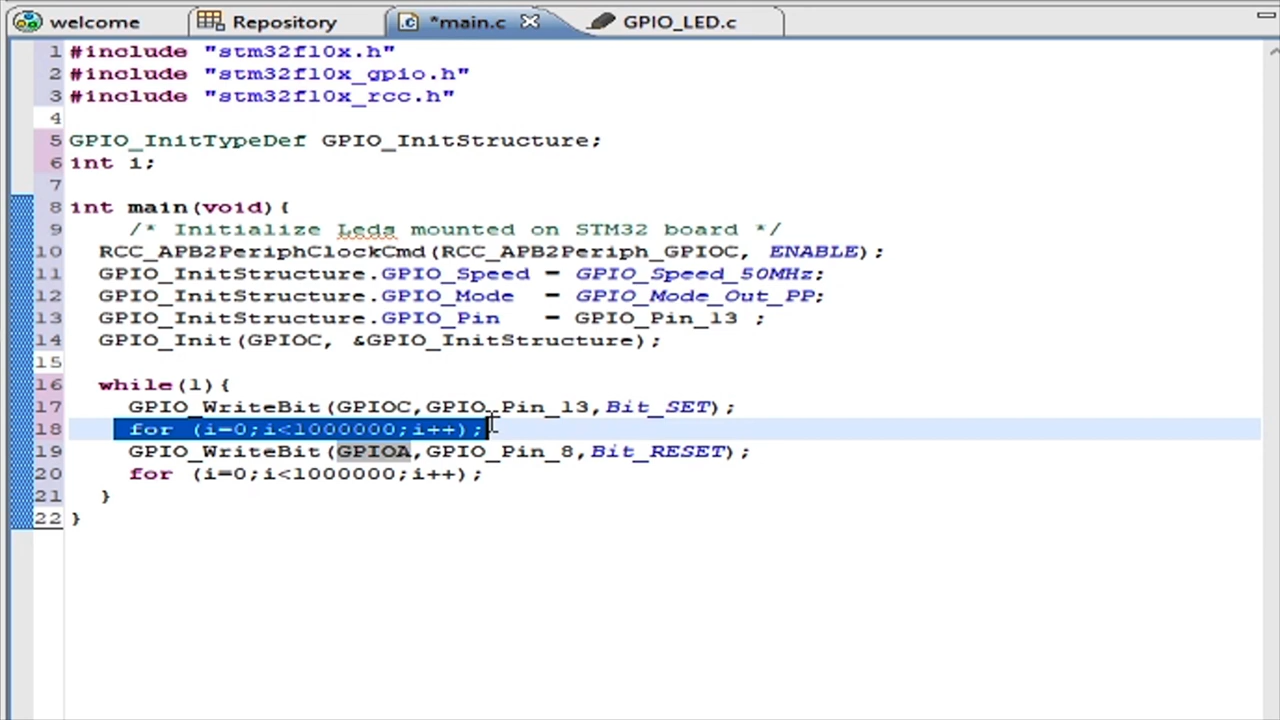 welcome Repository *main.c GPIO_LED.c
1 #include "stm32f10x.h"
2 #include "stm32f10x_gpio.h"
3 #include "stm32f10x_rcc.h"
4
5 GPIO_InitTypeDef GPIO_InitStructure;
6 int i;
7
8 int main(void){
9 /* Initialize Leds mounted on STM32 board */
10 RCC_APB2PeriphClockCmd(RCC_APB2Periph_GPIOC, ENABLE);
11 GPIO_InitStructure.GPIO_Speed = GPIO_Speed_50MHz;
12 GPIO_InitStructure.GPIO_Mode = GPIO_Mode_Out_PP;
13 GPIO_InitStructure.GPIO_Pin = GPIO_Pin_13 ;
14 GPIO_Init(GPIOC, &GPIO_InitStructure);
15
16 while(1){
17 GPIO_WriteBit(GPIOC,GPIO_Pin_13,Bit_SET);
18 for (i=0;i<1000000;i++);
19 GPIO_WriteBit(GPIOA,GPIO_Pin_8,Bit_RESET);
20 for (i=0;i<1000000;i++);
21 }
22 }